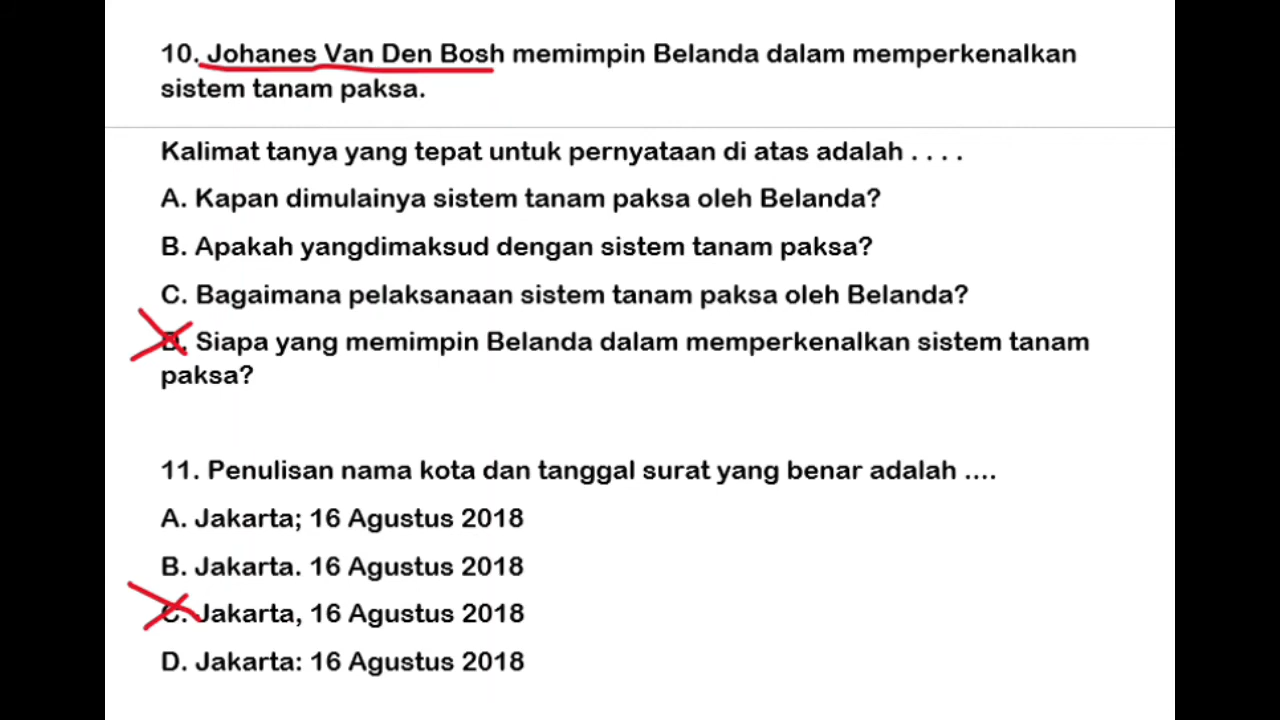 10. Johanes Van Den Bosh memimpin Belanda dalam memperkenalkan
sistem tanam paksa.
Kalimat tanya yang tepat untuk pernyataan di atas adalah . . . .
A. Kapan dimulainya sistem tanam paksa oleh Belanda?
B. Apakah yangdimaksud dengan sistem tanam paksa?
C. Bagaimana pelaksanaan sistem tanam paksa oleh Belanda?
D. Siapa yang memimpin Belanda dalam memperkenalkan sistem tanam
paksa?
11. Penulisan nama kota dan tanggal surat yang benar adalah ....
A. Jakarta; 16 Agustus 2018
B. Jakarta. 16 Agustus 2018
C. Jakarta, 16 Agustus 2018
D. Jakarta: 16 Agustus 2018